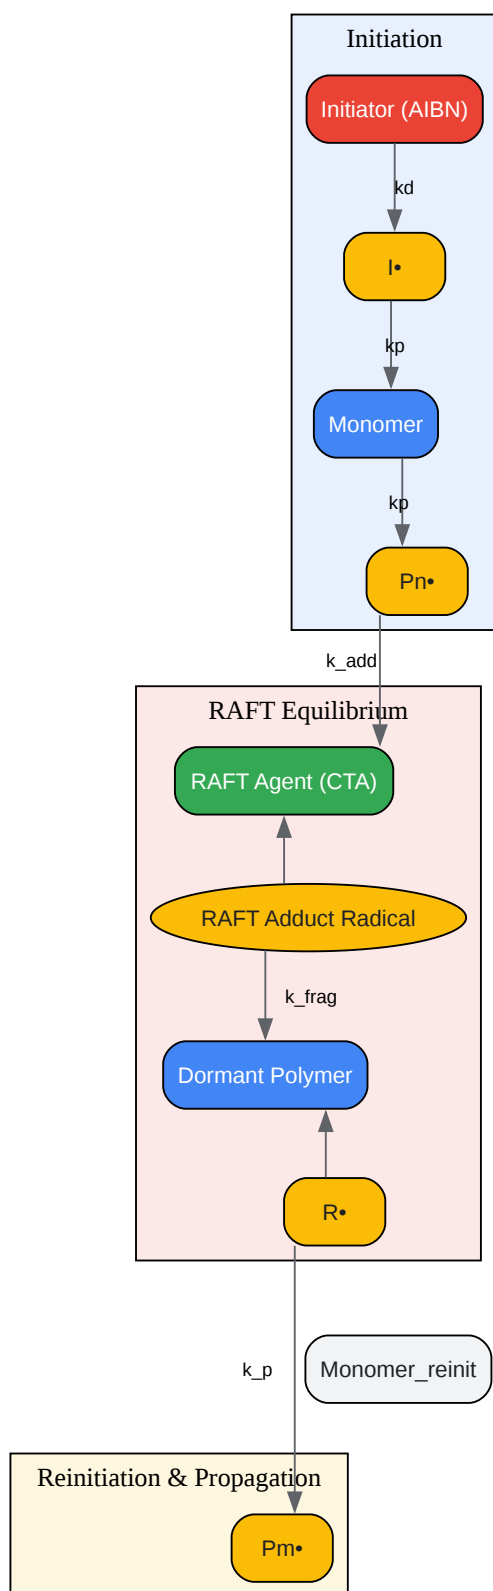 Initiation
Initiator (AIBN)
kd
I•
kp
Monomer
kp
Pn•
k_add
RAFT Equilibrium
RAFT Agent (CTA)
RAFT Adduct Radical
k_frag
Dormant Polymer
R•
k_p
Monomer_reinit
Reinitiation & Propagation
Pm•